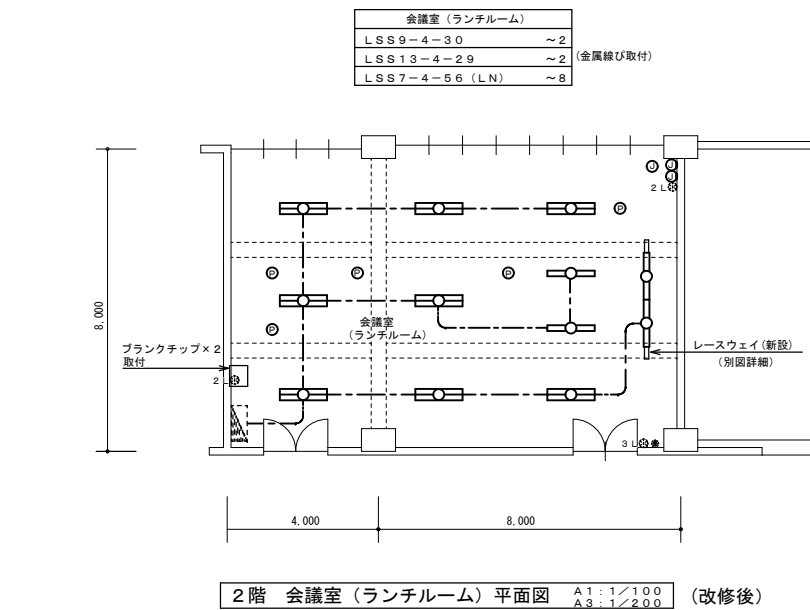 会議室（ランチルーム）
LSS9-4-30 ～2
LSS13-4-29 ～2 （金属線ぴ取付）
LSS7-4-56（LN） ～8
J
J
J
2L
P
P
P
P
8,000
会議室
（ランチルーム）
P
ブランクチップ×2
取付
レースウェイ（新設）
（別図詳細）
2L
3L
4,000
8,000
2階 会議室（ランチルーム）平面図 A1：1/100 （改修後）
A3：1/200